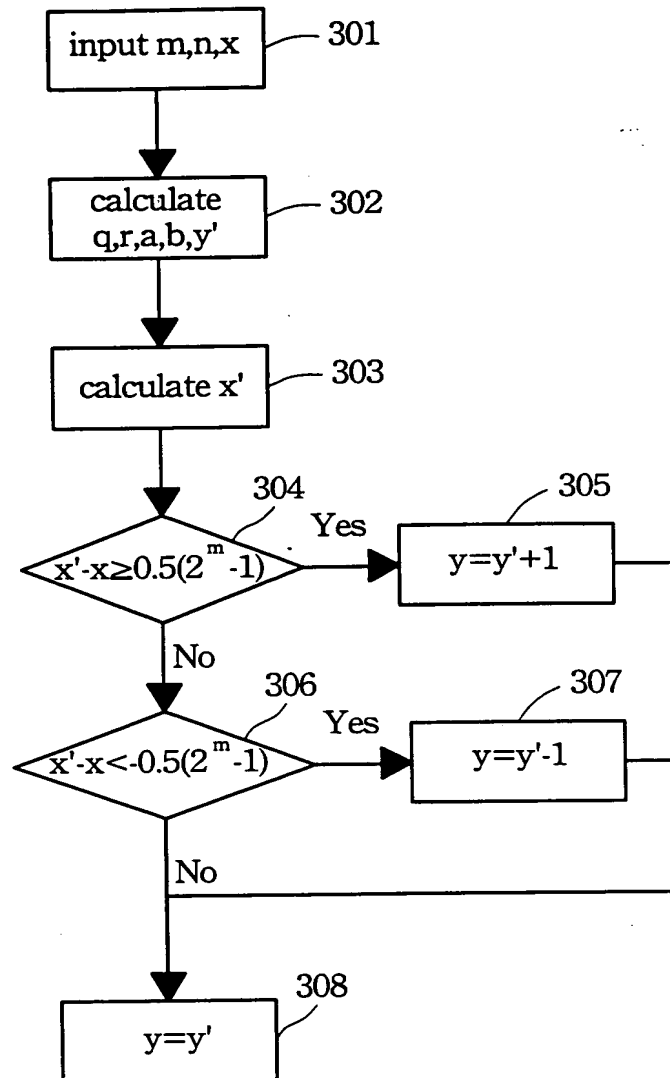 input m,n,x
301
calculate
q,r,a,b,y'
302
calculate x'
303
304
x'-x≥0.5(2^m-1)
Yes
305
y=y'+1
No
306
x'-x<-0.5(2^m-1)
Yes
307
y=y'-1
No
308
y=y'